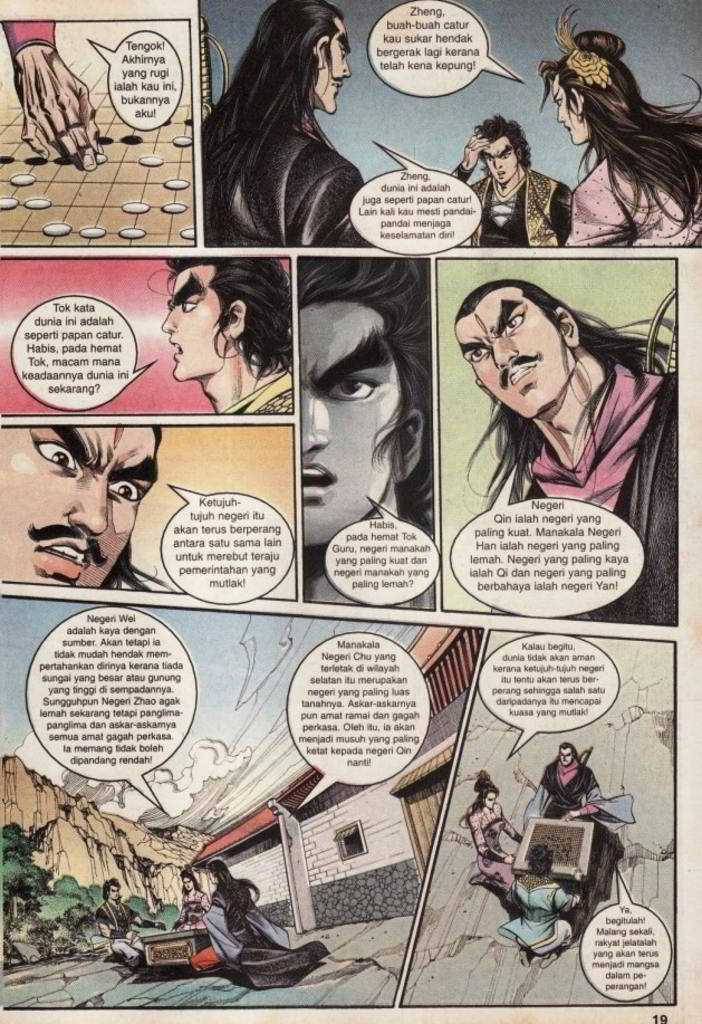 Tengok!
Akhirnya
yang rugi
ialah kau ini,
bukannya
aku!
Zheng,
buah-buah catur
kau sukar hendak
bergerak lagi kerana
telah kena kepung!
Zheng,
dunia ini adalah
juga seperti papan catur!
Lain kali kau mesti pandai-
pandai menjaga
keselamatan diri!
Tok kata
dunia ini adalah
seperti papan catur.
Habis, pada hemat
Tok, macam mana
keadaannya dunia ini
sekarang?
Habis,
pada hemat Tok
Guru, negeri manakah
yang paling kuat dan
negeri manakah yang
paling lemah?
Negeri
Qin ialah negeri yang
paling kuat. Manakala Negeri
Han ialah negeri yang paling
lemah. Negeri yang paling kaya
ialah Qi dan negeri yang paling
berbahaya ialah negeri Yan!
Ketujuh-
tujuh negeri itu
akan terus berperang
antara satu sama lain
untuk merebut teraju
pemerintahan yang
mutlak!
Negeri Wei
adalah kaya dengan
sumber. Akan tetapi ia
tidak mudah hendak mem-
pertahankan dirinya kerana tiada
sungai yang besar atau gunung
yang tinggi di sempadannya.
Sungguhpun Negeri Zhao agak
lemah sekarang tetapi panglima-
panglima dan askar-askarnya
semua amat gagah perkasa.
Ia memang tidak boleh
dipandang rendah!
Manakala
Negeri Chu yang
terletak di wilayah
selatan itu merupakan
negeri yang paling luas
tanahnya. Askar-askarnya
pun amat ramai dan gagah
perkasa. Oleh itu, ia akan
menjadi musuh yang paling
ketat kepada negeri Qin
nanti!
Kalau begitu,
dunia tidak akan aman
kerana ketujuh-tujuh negeri
itu tentu akan terus ber-
perang sehingga salah satu
daripadanya itu mencapai
kuasa yang mutlak!
Ya,
begitulah!
Malang sekali,
rakyat jelatalah
yang akan terus
menjadi mangsa
dalam pe-
perangan!
19